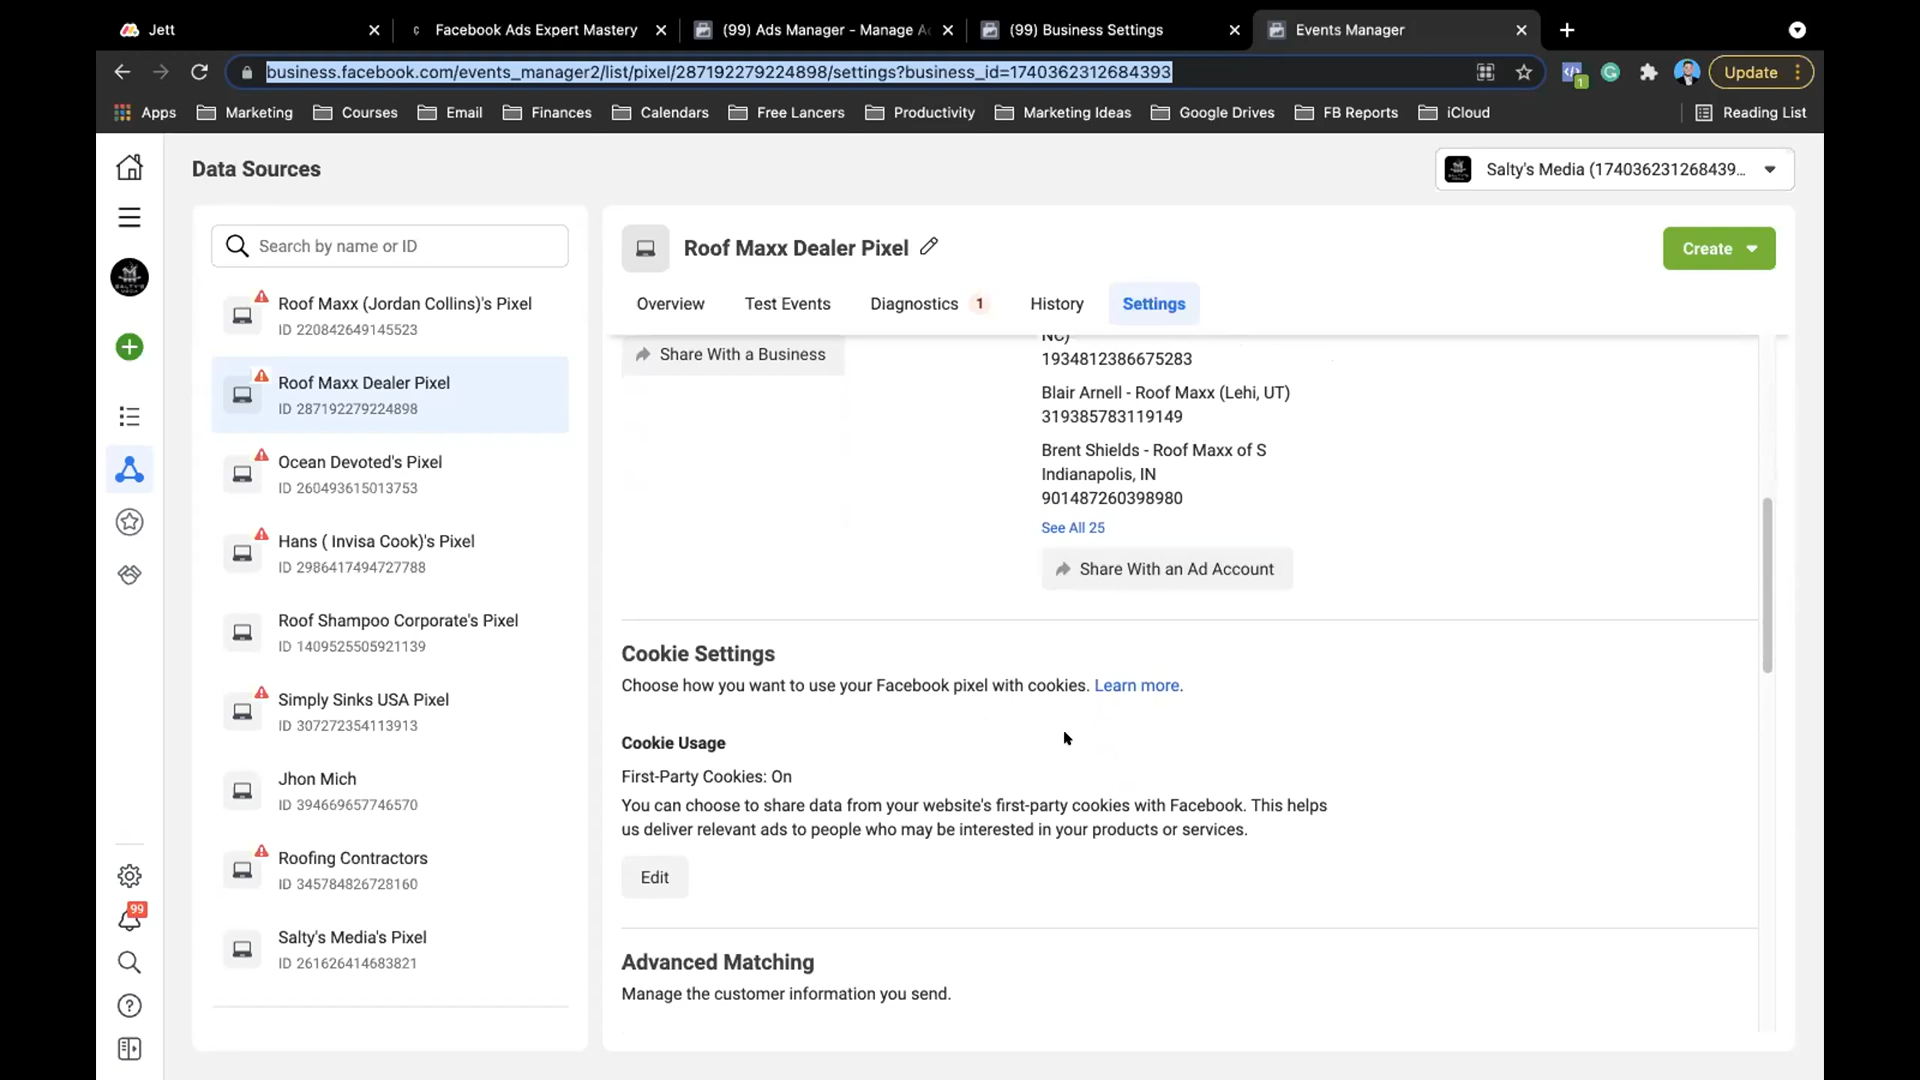 Jett
Facebook Ads Expert Mastery
(99) Ads Manager - Manage Ad
(99) Business Settings
Events Manager
business.facebook.com/events_manager2/list/pixel/287192279224898/settings?business_id=1740362312684393
1
Update
Apps
Marketing
Courses
Email
Finances
Calendars
Free Lancers
Productivity
Marketing Ideas
Google Drives
FB Reports
iCloud
Reading List
Data Sources
Salty's Media (174036231268439...
Search by name or ID
Roof Maxx (Jordan Collins)'s Pixel
ID 220842649145523
Roof Maxx Dealer Pixel
ID 287192279224898
Ocean Devoted's Pixel
ID 260493615013753
Hans ( Invisa Cook)'s Pixel
ID 2986417494727788
Roof Shampoo Corporate's Pixel
ID 1409525505921139
Simply Sinks USA Pixel
ID 307272354113913
Jhon Mich
ID 394669657746570
Roofing Contractors
ID 345784826728160
Salty's Media's Pixel
ID 261626414683821
99
Roof Maxx Dealer Pixel
Create
Overview
Test Events
Diagnostics 1
History
Settings
Share With a Business
NC)
1934812386675283
Blair Arnell - Roof Maxx (Lehi, UT)
319385783119149
Brent Shields - Roof Maxx of S
Indianapolis, IN
901487260398980
See All 25
Share With an Ad Account
Cookie Settings
Choose how you want to use your Facebook pixel with cookies. Learn more.
Cookie Usage
First-Party Cookies: On
You can choose to share data from your website's first-party cookies with Facebook. This helps
us deliver relevant ads to people who may be interested in your products or services.
Edit
Advanced Matching
Manage the customer information you send.